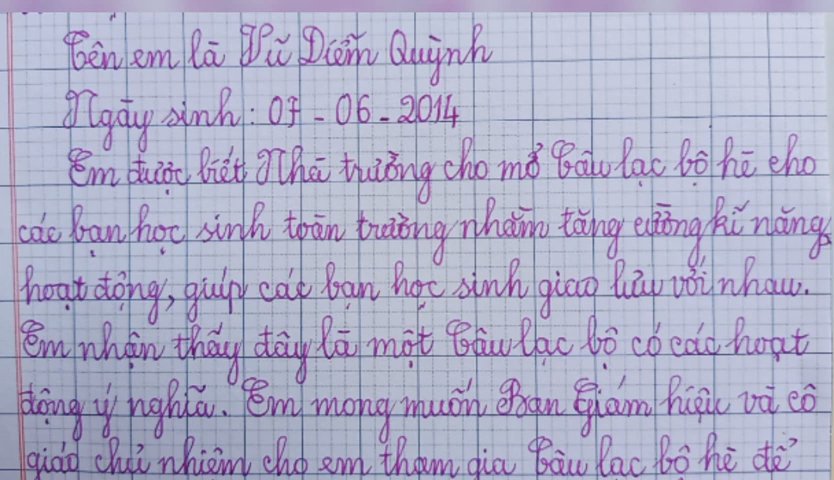 Tên em là Vũ Diễm Quỳnh
Ngày sinh: 07-06-2014
Em được biết Nhà trường cho mở Câu lạc bộ hè cho
các bạn học sinh toàn trường nhằm tăng cường kĩ năng
hoạt động, giúp các bạn học sinh giao lưu với nhau.
Em nhận thấy đây là một Câu lạc bộ có các hoạt
động ý nghĩa. Em mong muốn Ban Giám hiệu và cô
giáo chủ nhiệm cho em tham gia Câu lạc bộ hè để